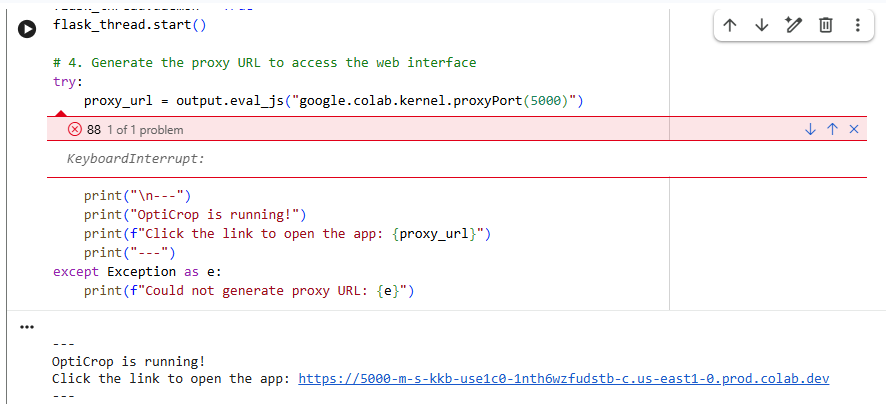 flask_thread.start()
# 4. Generate the proxy URL to access the web interface
try:
    proxy_url = output.eval_js("google.colab.kernel.proxyPort(5000)")
88 1 of 1 problem
KeyboardInterrupt:
    print("\n---")
    print("OptiCrop is running!")
    print(f"Click the link to open the app: {proxy_url}")
    print("---")
except Exception as e:
    print(f"Could not generate proxy URL: {e}")
---
OptiCrop is running!
Click the link to open the app: https://5000-m-s-kkb-use1c0-1nth6wzfudstb-c.us-east1-0.prod.colab.dev
---